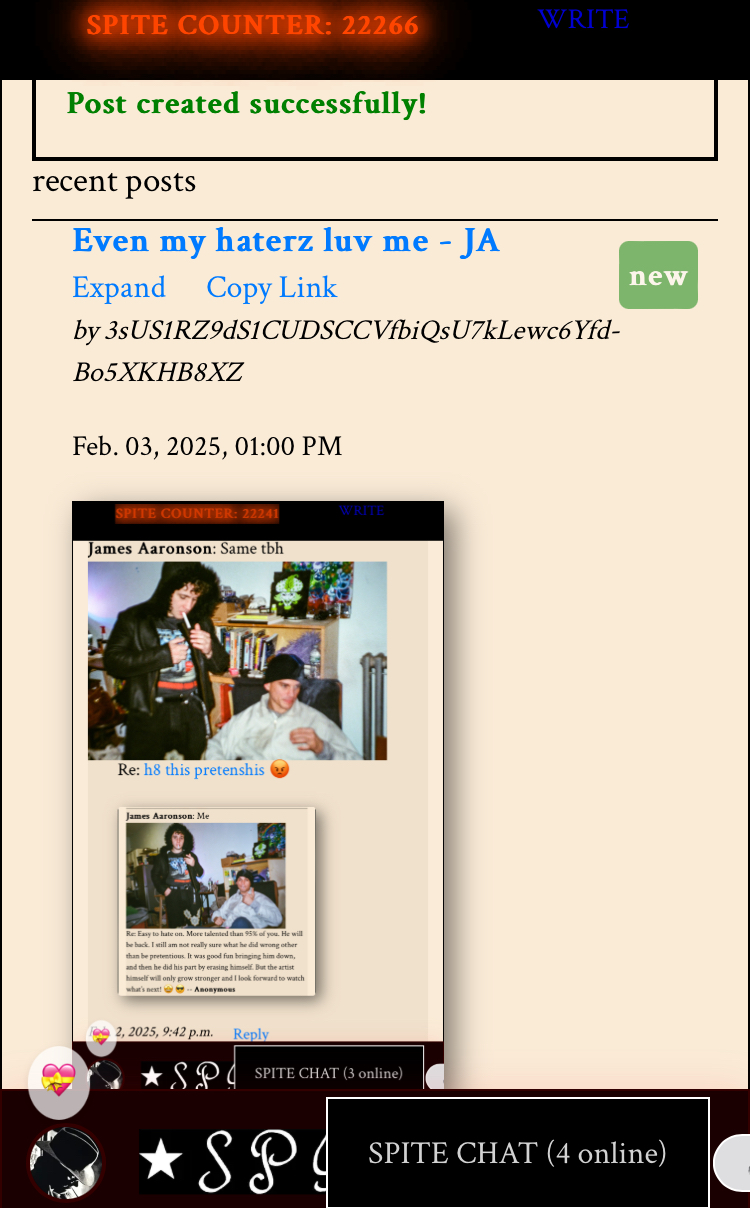 SPITE COUNTER: 22266
WRITE
Post created successfully!
recent posts
Even my haterz luv me - JA
new
Expand Copy Link
by 3sUS1RZ9dS1CUDSCCVfbiQsU7kLewc6Yfd-
Bo5XKHB8XZ
Feb. 03, 2025, 01:00 PM
SPITE COUNTER: 22241
WRITE
James Aaronson: Same tbh
Re: h8 this pretenshis 😡
James Aaronson: Me
Re: Easy to hate on. More talented than 95% of you. He will
be back. I still am not really sure what he did wrong other
than be pretentious. It was good fun bringing him down,
and then he did his part by erasing himself. But the artist
himself will only grow stronger and I look forward to watch
what's next! 🤩 😎 -- Anonymous
2, 2025, 9:42 p.m. Reply
★ SP
SPITE CHAT (3 online)
★ SP
SPITE CHAT (4 online)